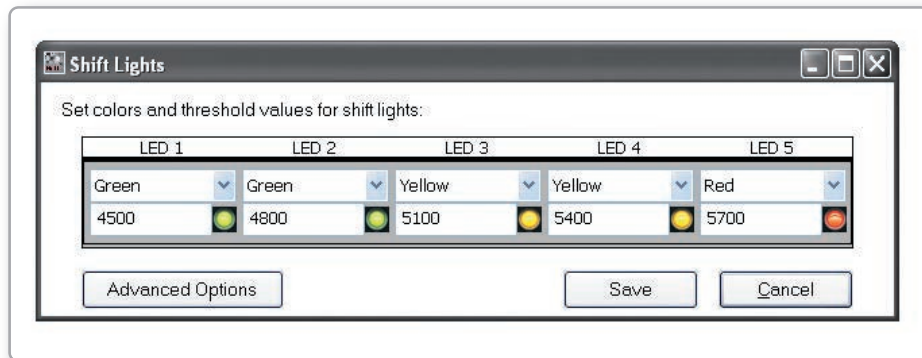 Shift Lights
Set colors and threshold values for shift lights:
LED 1 LED 2 LED 3 LED 4 LED 5
Green Green Yellow Yellow Red
4500 4800 5100 5400 5700
Advanced Options Save Cancel